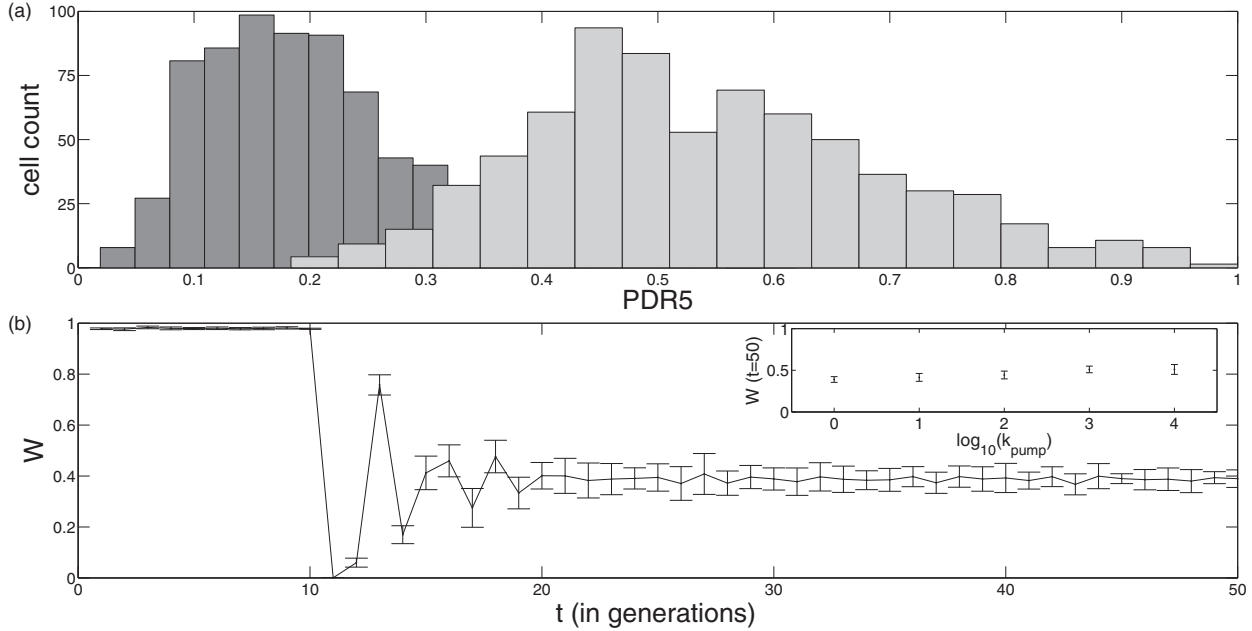 (a)
100
75
50
25
0
cell count
0 0.1 0.2 0.3 0.4 0.5 0.6 0.7 0.8 0.9 1
PDR5
(b)
1
0.8
0.6
0.4
0.2
0
W
0 10 20 30 40 50
t (in generations)
1
0.5
0
W (t=50)
0 1 2 3 4
log10(kpump)